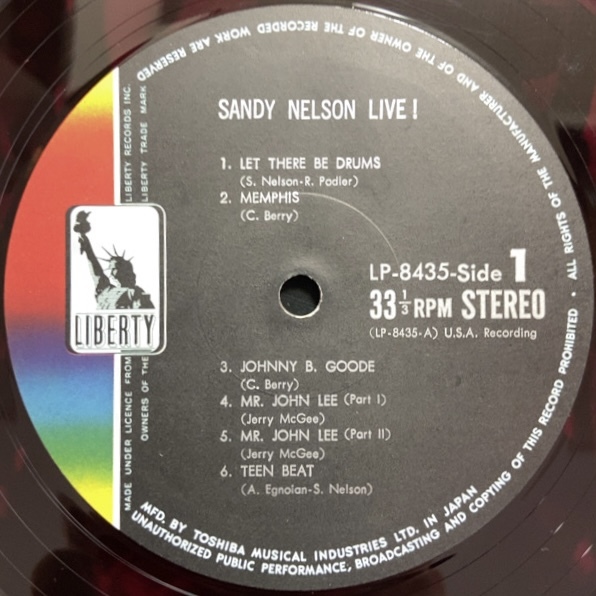 SANDY NELSON LIVE!
1. LET THERE BE DRUMS
(S. Nelson-R. Podler)
2. MEMPHIS
(C. Berry)
LP-8435-Side 1
33 1/3 RPM STEREO
(LP-8435-A) U.S.A. Recording
3. JOHNNY B. GOODE
(C. Berry)
4. MR. JOHN LEE (Part I)
(Jerry McGee)
5. MR. JOHN LEE (Part II)
(Jerry McGee)
6. TEEN BEAT
(A. Egnoian-S. Nelson)
LIBERTY
MADE UNDER LICENCE FROM LIBERTY RECORDS INC.
OWNERS OF THE LIBERTY TRADE MARK
MFD. BY TOSHIBA MUSICAL INDUSTRIES LTD. IN JAPAN
ALL RIGHTS OF THE MANUFACTURER AND OF THE OWNER OF THE RECORDED WORK ARE RESERVED
UNAUTHORIZED PUBLIC PERFORMANCE, BROADCASTING AND COPYING OF THIS RECORD PROHIBITED •